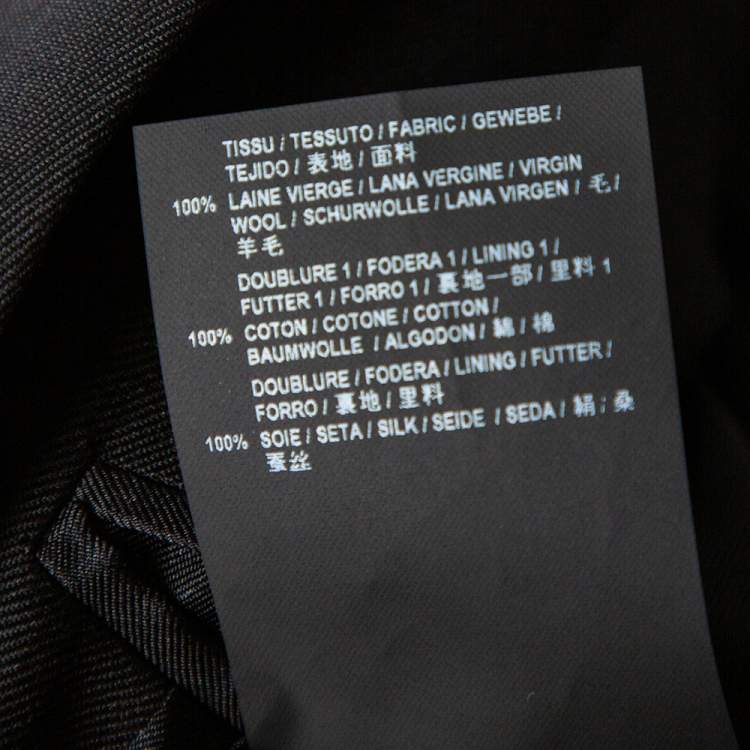 TISSU / TESSUTO / FABRIC / GEWEBE /
TEJIDO / 表地 / 面料
100% LAINE VIERGE / LANA VERGINE / VIRGIN
WOOL / SCHURWOLLE / LANA VIRGEN / 毛 /
羊毛
DOUBLURE 1 / FODERA 1 / LINING 1 /
FUTTER 1 / FORRO 1 / 裏地一部 / 里料 1
100% COTON / COTONE / COTTON /
BAUMWOLLE / ALGODON / 綿 / 棉
DOUBLURE / FODERA / LINING / FUTTER /
FORRO / 裏地 / 里料
100% SOIE / SETA / SILK / SEIDE / SEDA / 絹 / 桑
蚕丝